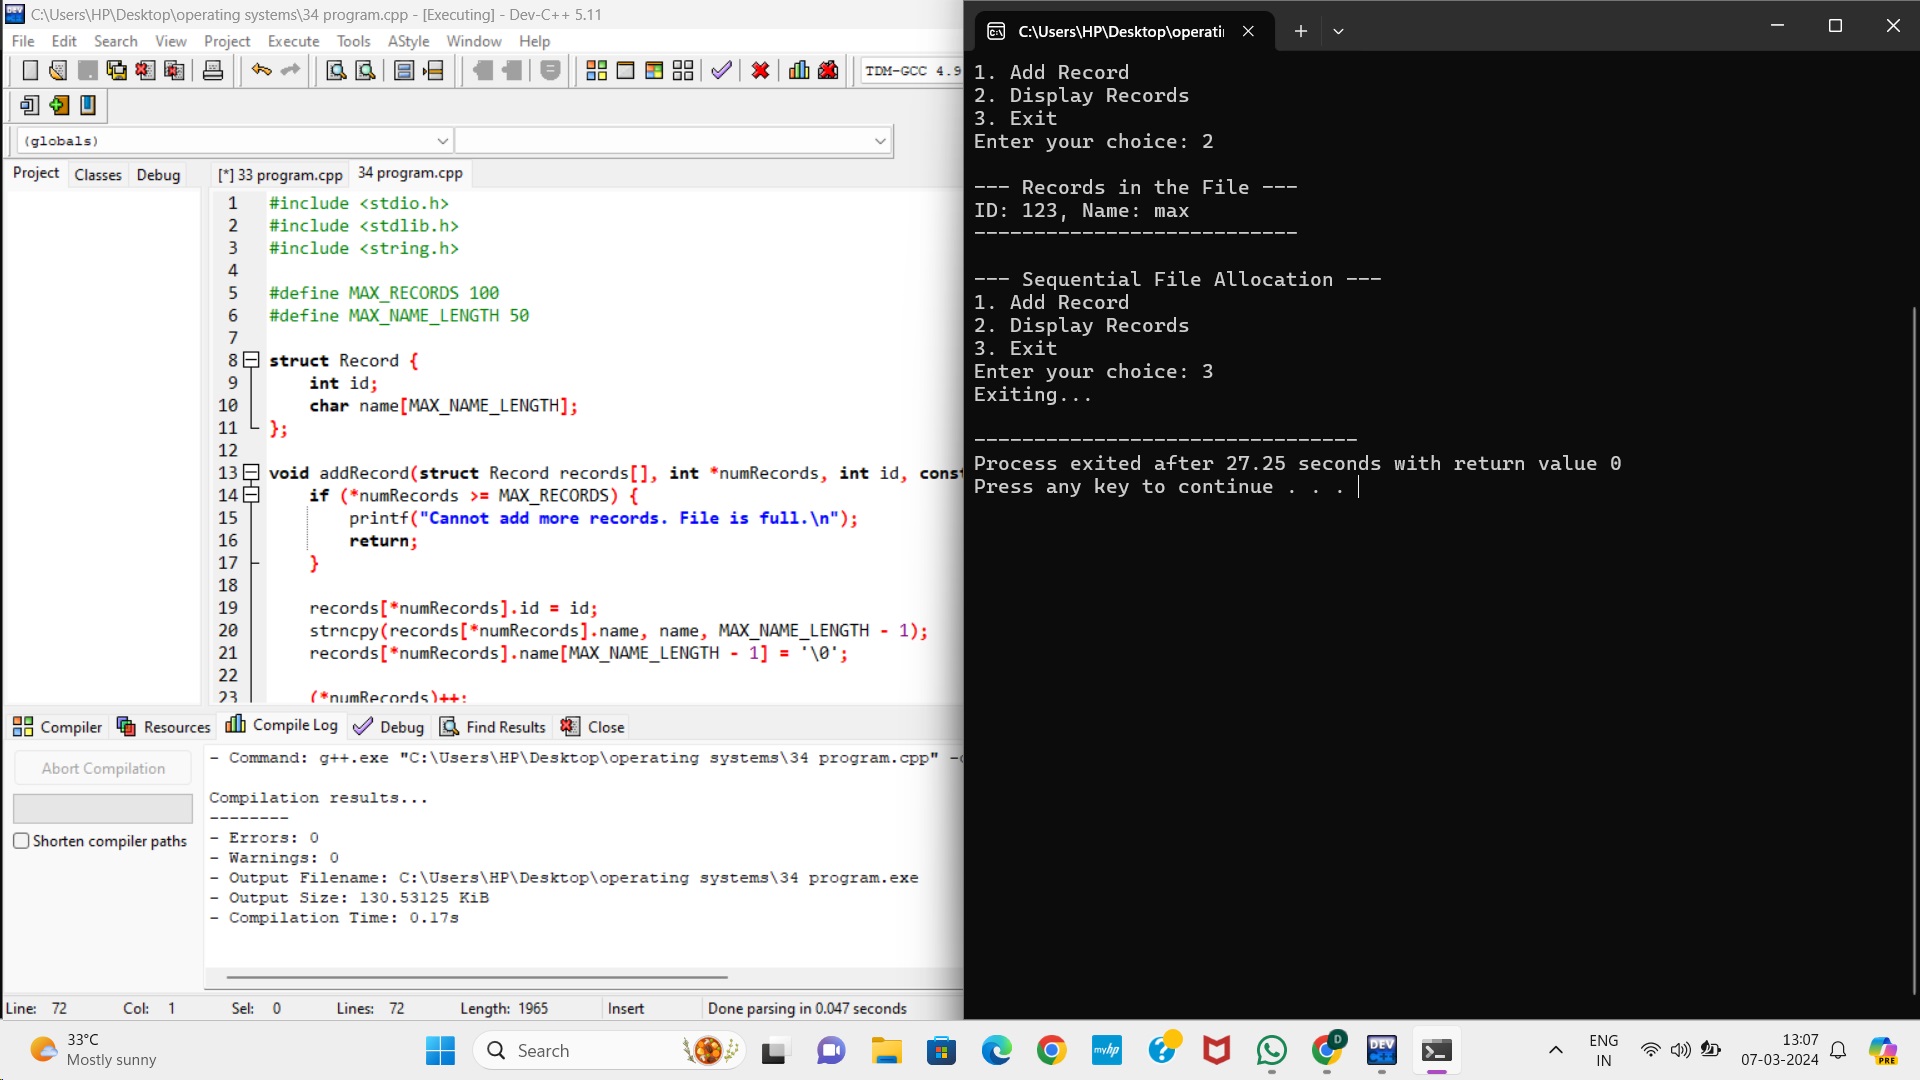 C:\Users\HP\Desktop\operating systems\34 program.cpp - [Executing] - Dev-C++ 5.11
File Edit Search View Project Execute Tools AStyle Window Help
TDM-GCC 4.9
(globals)
Project Classes Debug
[*] 33 program.cpp 34 program.cpp
1 #include <stdio.h>
2 #include <stdlib.h>
3 #include <string.h>
4
5 #define MAX_RECORDS 100
6 #define MAX_NAME_LENGTH 50
7
8 struct Record {
9 int id;
10 char name[MAX_NAME_LENGTH];
11 };
12
13 void addRecord(struct Record records[], int *numRecords, int id, const
14 if (*numRecords >= MAX_RECORDS) {
15 printf("Cannot add more records. File is full.\n");
16 return;
17 }
18
19 records[*numRecords].id = id;
20 strncpy(records[*numRecords].name, name, MAX_NAME_LENGTH - 1);
21 records[*numRecords].name[MAX_NAME_LENGTH - 1] = '\0';
22
23 (*numRecords)++;
Compiler Resources Compile Log Debug Find Results Close
Abort Compilation
Shorten compiler paths
- Command: g++.exe "C:\Users\HP\Desktop\operating systems\34 program.cpp" -o
Compilation results...
--------
- Errors: 0
- Warnings: 0
- Output Filename: C:\Users\HP\Desktop\operating systems\34 program.exe
- Output Size: 130.53125 KiB
- Compilation Time: 0.17s
Line: 72 Col: 1 Sel: 0 Lines: 72 Length: 1965 Insert Done parsing in 0.047 seconds
C:\Users\HP\Desktop\operati
1. Add Record
2. Display Records
3. Exit
Enter your choice: 2
--- Records in the File ---
ID: 123, Name: max
---------------------------
--- Sequential File Allocation ---
1. Add Record
2. Display Records
3. Exit
Enter your choice: 3
Exiting...
--------------------------------
Process exited after 27.25 seconds with return value 0
Press any key to continue . . .
33°C
Mostly sunny
Search
myhp
D
DEV
C++
ENG
IN
13:07
07-03-2024
PRE